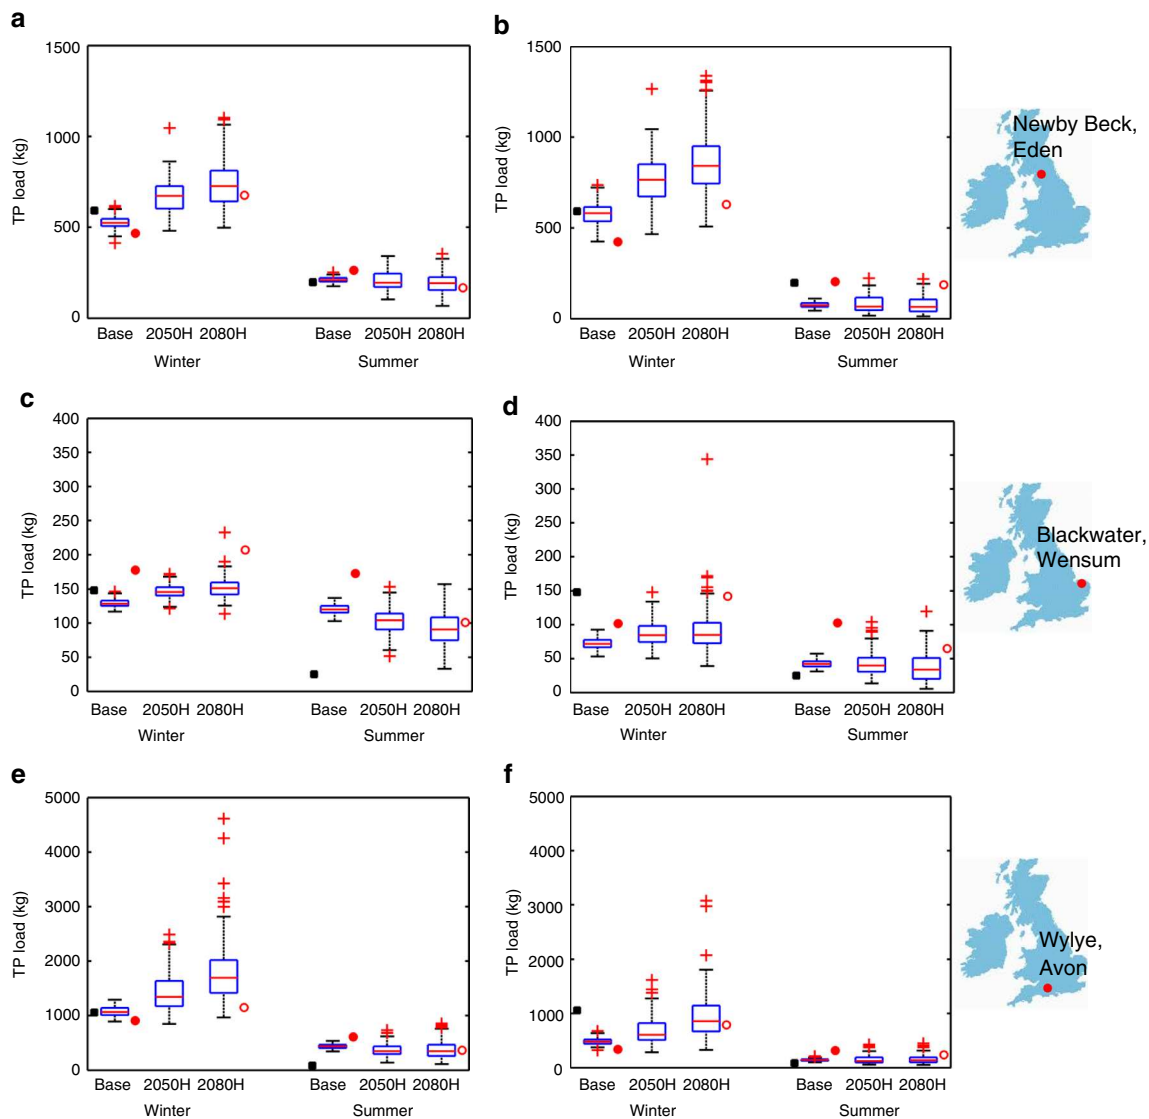 a
1500
1000
500
0
TP load (kg)
Base 2050H 2080H Base 2050H 2080H
Winter Summer
b
1500
1000
500
0
TP load (kg)
Base 2050H 2080H Base 2050H 2080H
Winter Summer
Newby Beck,
Eden
c
400
350
300
250
200
150
100
50
0
TP load (kg)
Base 2050H 2080H Base 2050H 2080H
Winter Summer
d
400
350
300
250
200
150
100
50
0
TP load (kg)
Base 2050H 2080H Base 2050H 2080H
Winter Summer
Blackwater,
Wensum
e
5000
4000
3000
2000
1000
0
TP load (kg)
Base 2050H 2080H Base 2050H 2080H
Winter Summer
f
5000
4000
3000
2000
1000
0
TP load (kg)
Base 2050H 2080H Base 2050H 2080H
Winter Summer
Wylye,
Avon